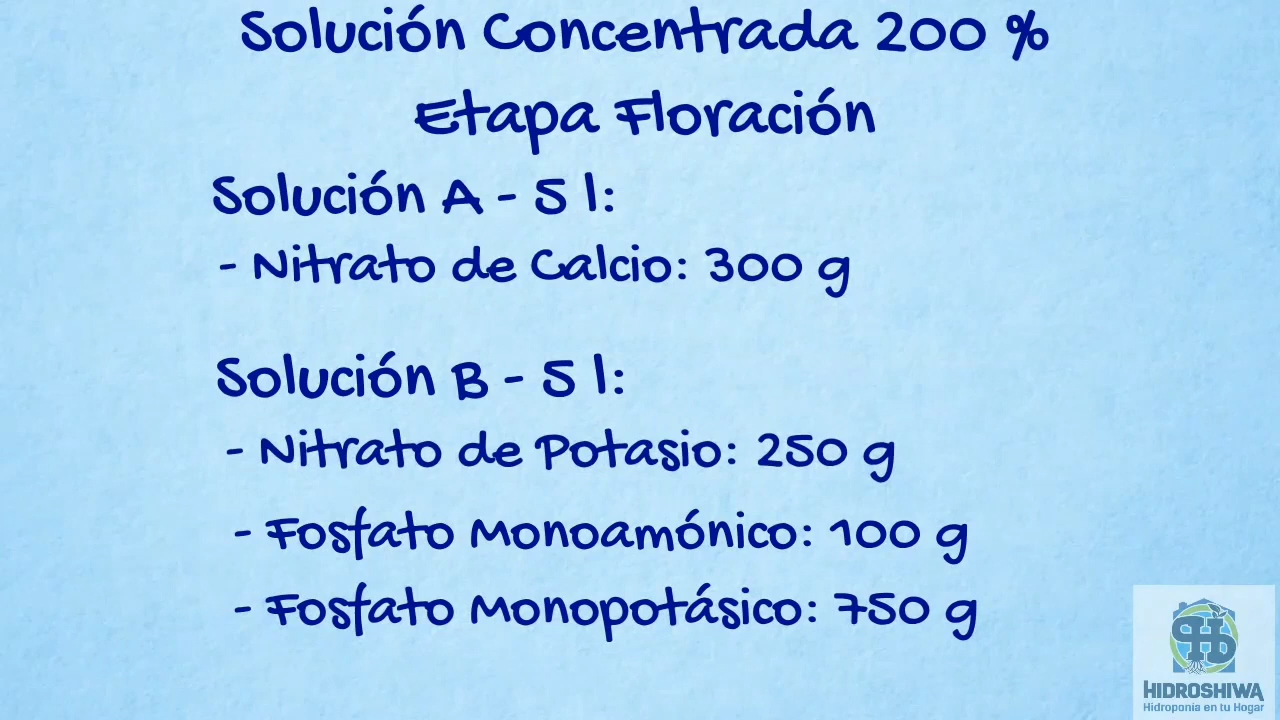 Solución Concentrada 200 %
Etapa Floración
Solución A - 5 l:
- Nitrato de Calcio: 300 g
Solución B - 5 l:
- Nitrato de Potasio: 250 g
- Fosfato Monoamónico: 100 g
- Fosfato Monopotásico: 750 g
HIDROSHIWA
Hidroponia en tu Hogar